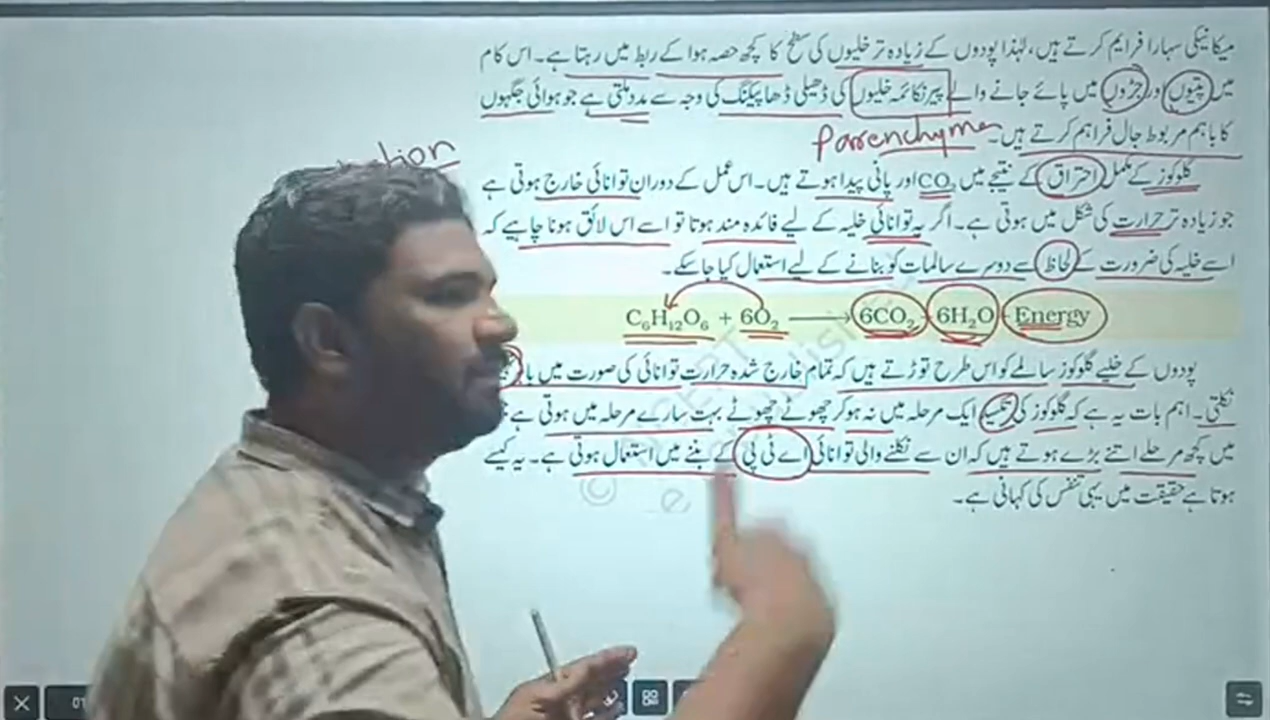 میکانیکی سہارا فراہم کرتے ہیں، لہٰذا پودوں کے زیادہ تر خلیوں کی سطح کا کچھ حصہ ہوا کے ربط میں رہتا ہے۔ اس کام
میں پتیوں ور جڑوں میں پائے جانے والے پیرنکائمہ خلیوں کی ڈھیلی ڈھا پیکنگ کی وجہ سے مدد ملتی ہے جو ہوائی جگہوں
کا باہم مربوط جال فراہم کرتے ہیں۔
Parenchyma
گلوکوز کے مکمل احتراق کے نتیجے میں CO₂ اور پانی پیدا ہوتے ہیں۔ اس عمل کے دوران توانائی خارج ہوتی ہے
جو زیادہ تر حرارت کی شکل میں ہوتی ہے۔ اگر یہ توانائی خلیہ کے لیے فائدہ مند ہوتا تو اسے اس لائق ہونا چاہیے کہ
اسے خلیہ کی ضرورت کے لحاظ سے دوسرے سالمات کو بنانے کے لیے استعمال کیا جا سکے۔
C₆H₁₂O₆ + 6O₂ ⟶ 6CO₂ + 6H₂O + Energy
پودوں کے خلیے گلوکوز سالمے کو اس طرح توڑتے ہیں کہ تمام خارج شدہ حرارت توانائی کی صورت میں با
نکلتی۔ اہم بات یہ ہے کہ گلوکوز کی ایک مرحلہ میں نہ ہو کر چھوٹے چھوٹے بہت سارے مرحلہ میں ہوتی ہے
میں کچھ مرحلے اتنے بڑے ہوتے ہیں کہ ان سے نکلنے والی توانائی اے ٹی پی کے بننے میں استعمال ہوتی ہے۔ یہ کیسے
ہوتا ہے حقیقت میں یہی تنفس کی کہانی ہے۔